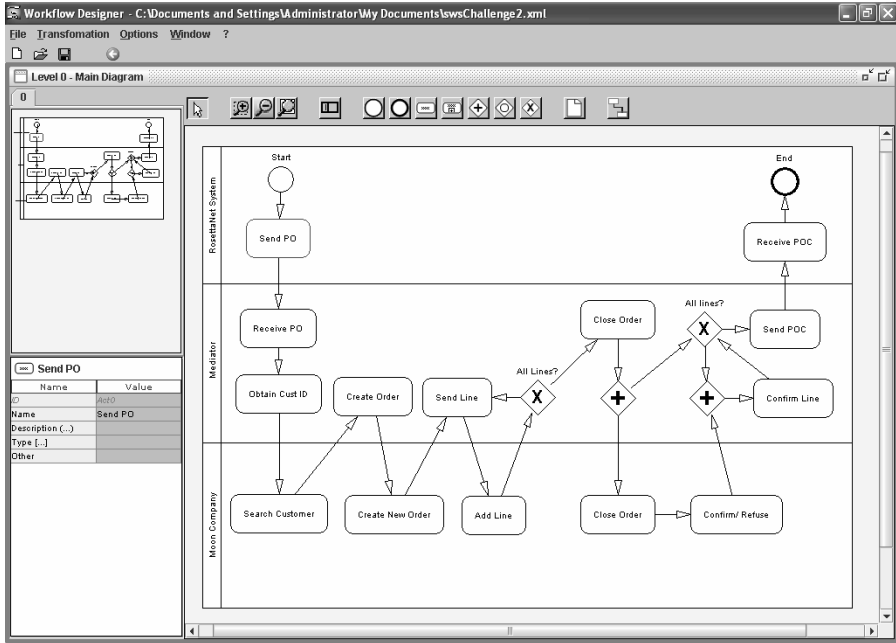 Workflow Designer - C:\Documents and Settings\Administrator\My Documents\swsChallenge2.xml
File Transfomation Options Window ?
Level 0 - Main Diagram
0
Send PO
Name Value
ID Act0
Name Send PO
Description (...)
Type [...]
Other
RosettaNet System
Start
End
Send PO
Receive POC
Mediator
Receive PO
Close Order
All lines?
X
Send POC
Obtain Cust ID
Create Order
Send Line
All Lines?
X
+
+
Confirm Line
Moon Company
Search Customer
Create New Order
Add Line
Close Order
Confirm/ Refuse